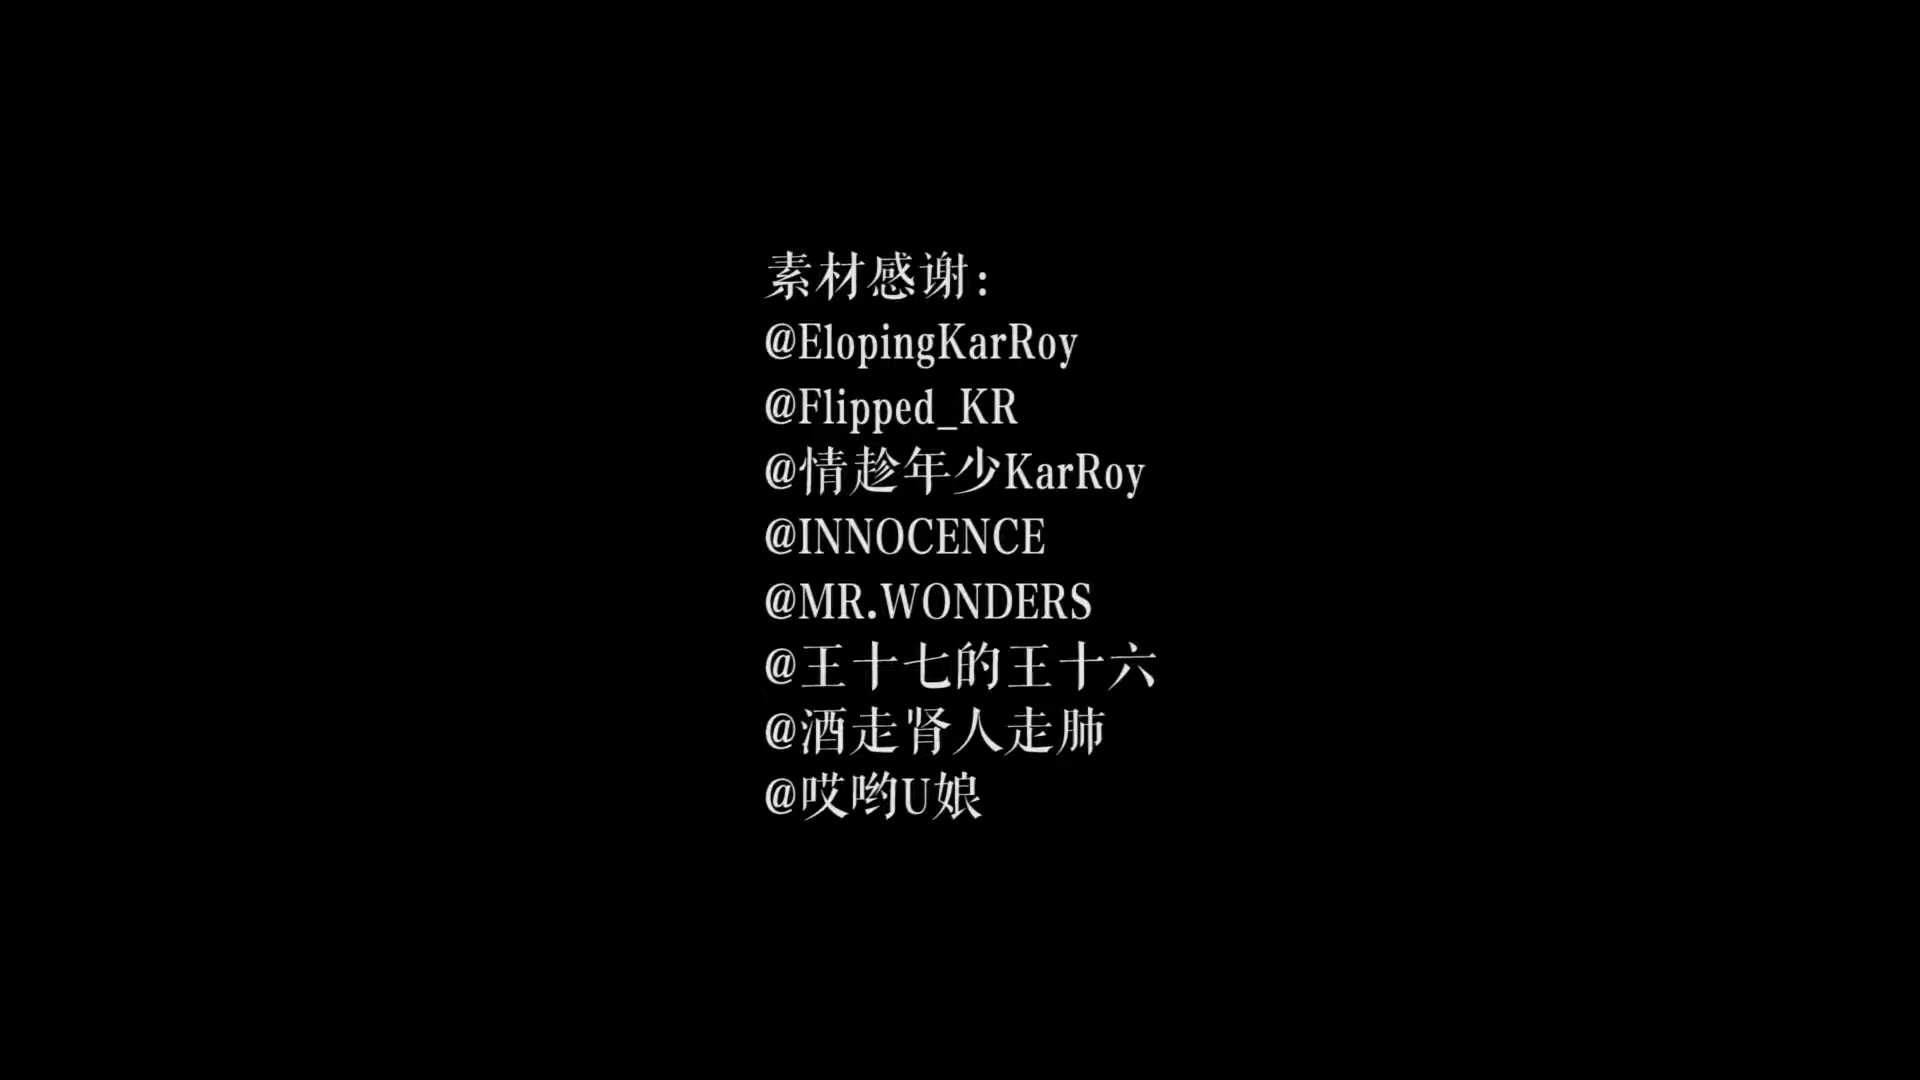 素材感谢：
@ElopingKarRoy
@Flipped_KR
@情趁年少KarRoy
@INNOCENCE
@MR.WONDERS
@王十七的王十六
@酒走肾人走肺
@哎哟U娘